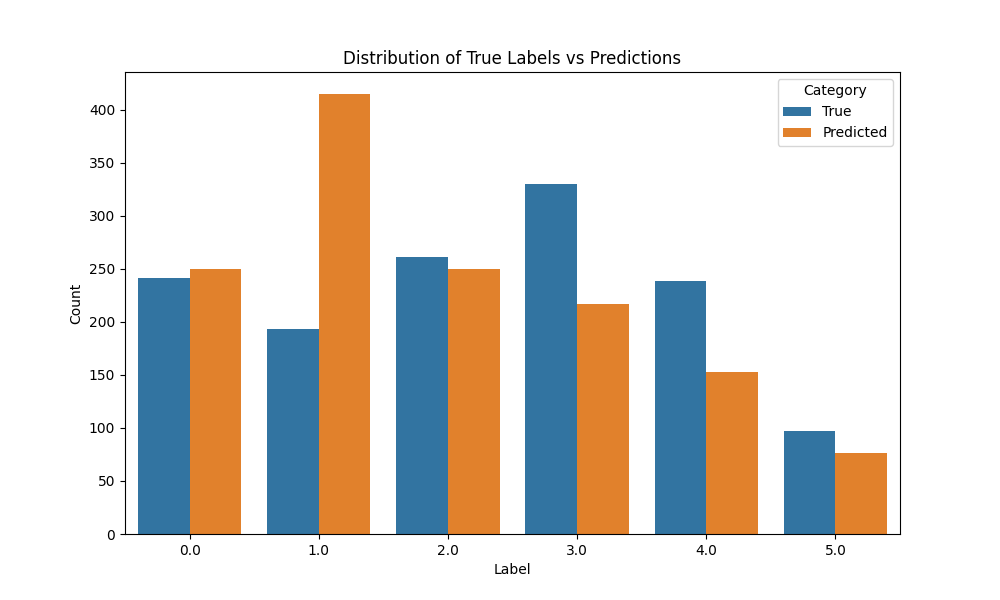 Distribution of True Labels vs Predictions
Category
True
Predicted
Count
400
350
300
250
200
150
100
50
0
0.0 1.0 2.0 3.0 4.0 5.0
Label